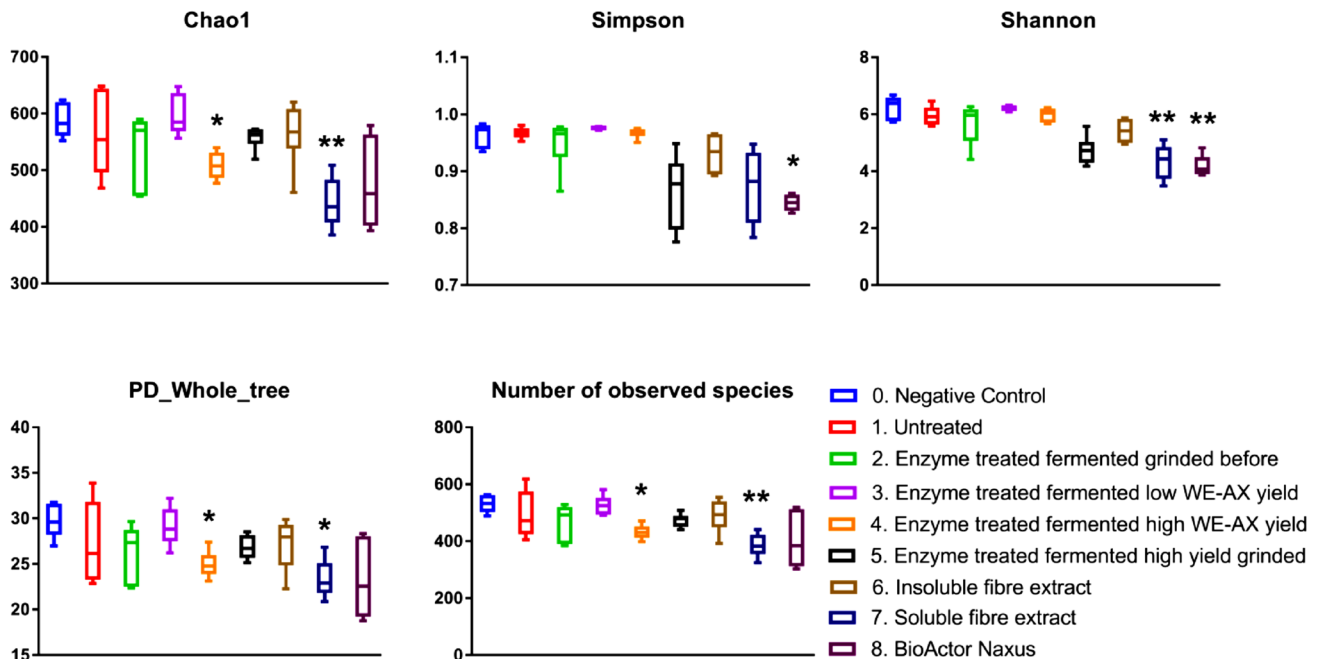 Chao1
700
600
500
400
300
*
**
Simpson
1.1
1.0
0.9
0.8
0.7
*
Shannon
8
6
4
2
0
**
**
PD_Whole_tree
40
35
30
25
20
15
*
*
Number of observed species
800
600
400
200
0
*
**
0. Negative Control
1. Untreated
2. Enzyme treated fermented grinded before
3. Enzyme treated fermented low WE-AX yield
4. Enzyme treated fermented high WE-AX yield
5. Enzyme treated fermented high yield grinded
6. Insoluble fibre extract
7. Soluble fibre extract
8. BioActor Naxus